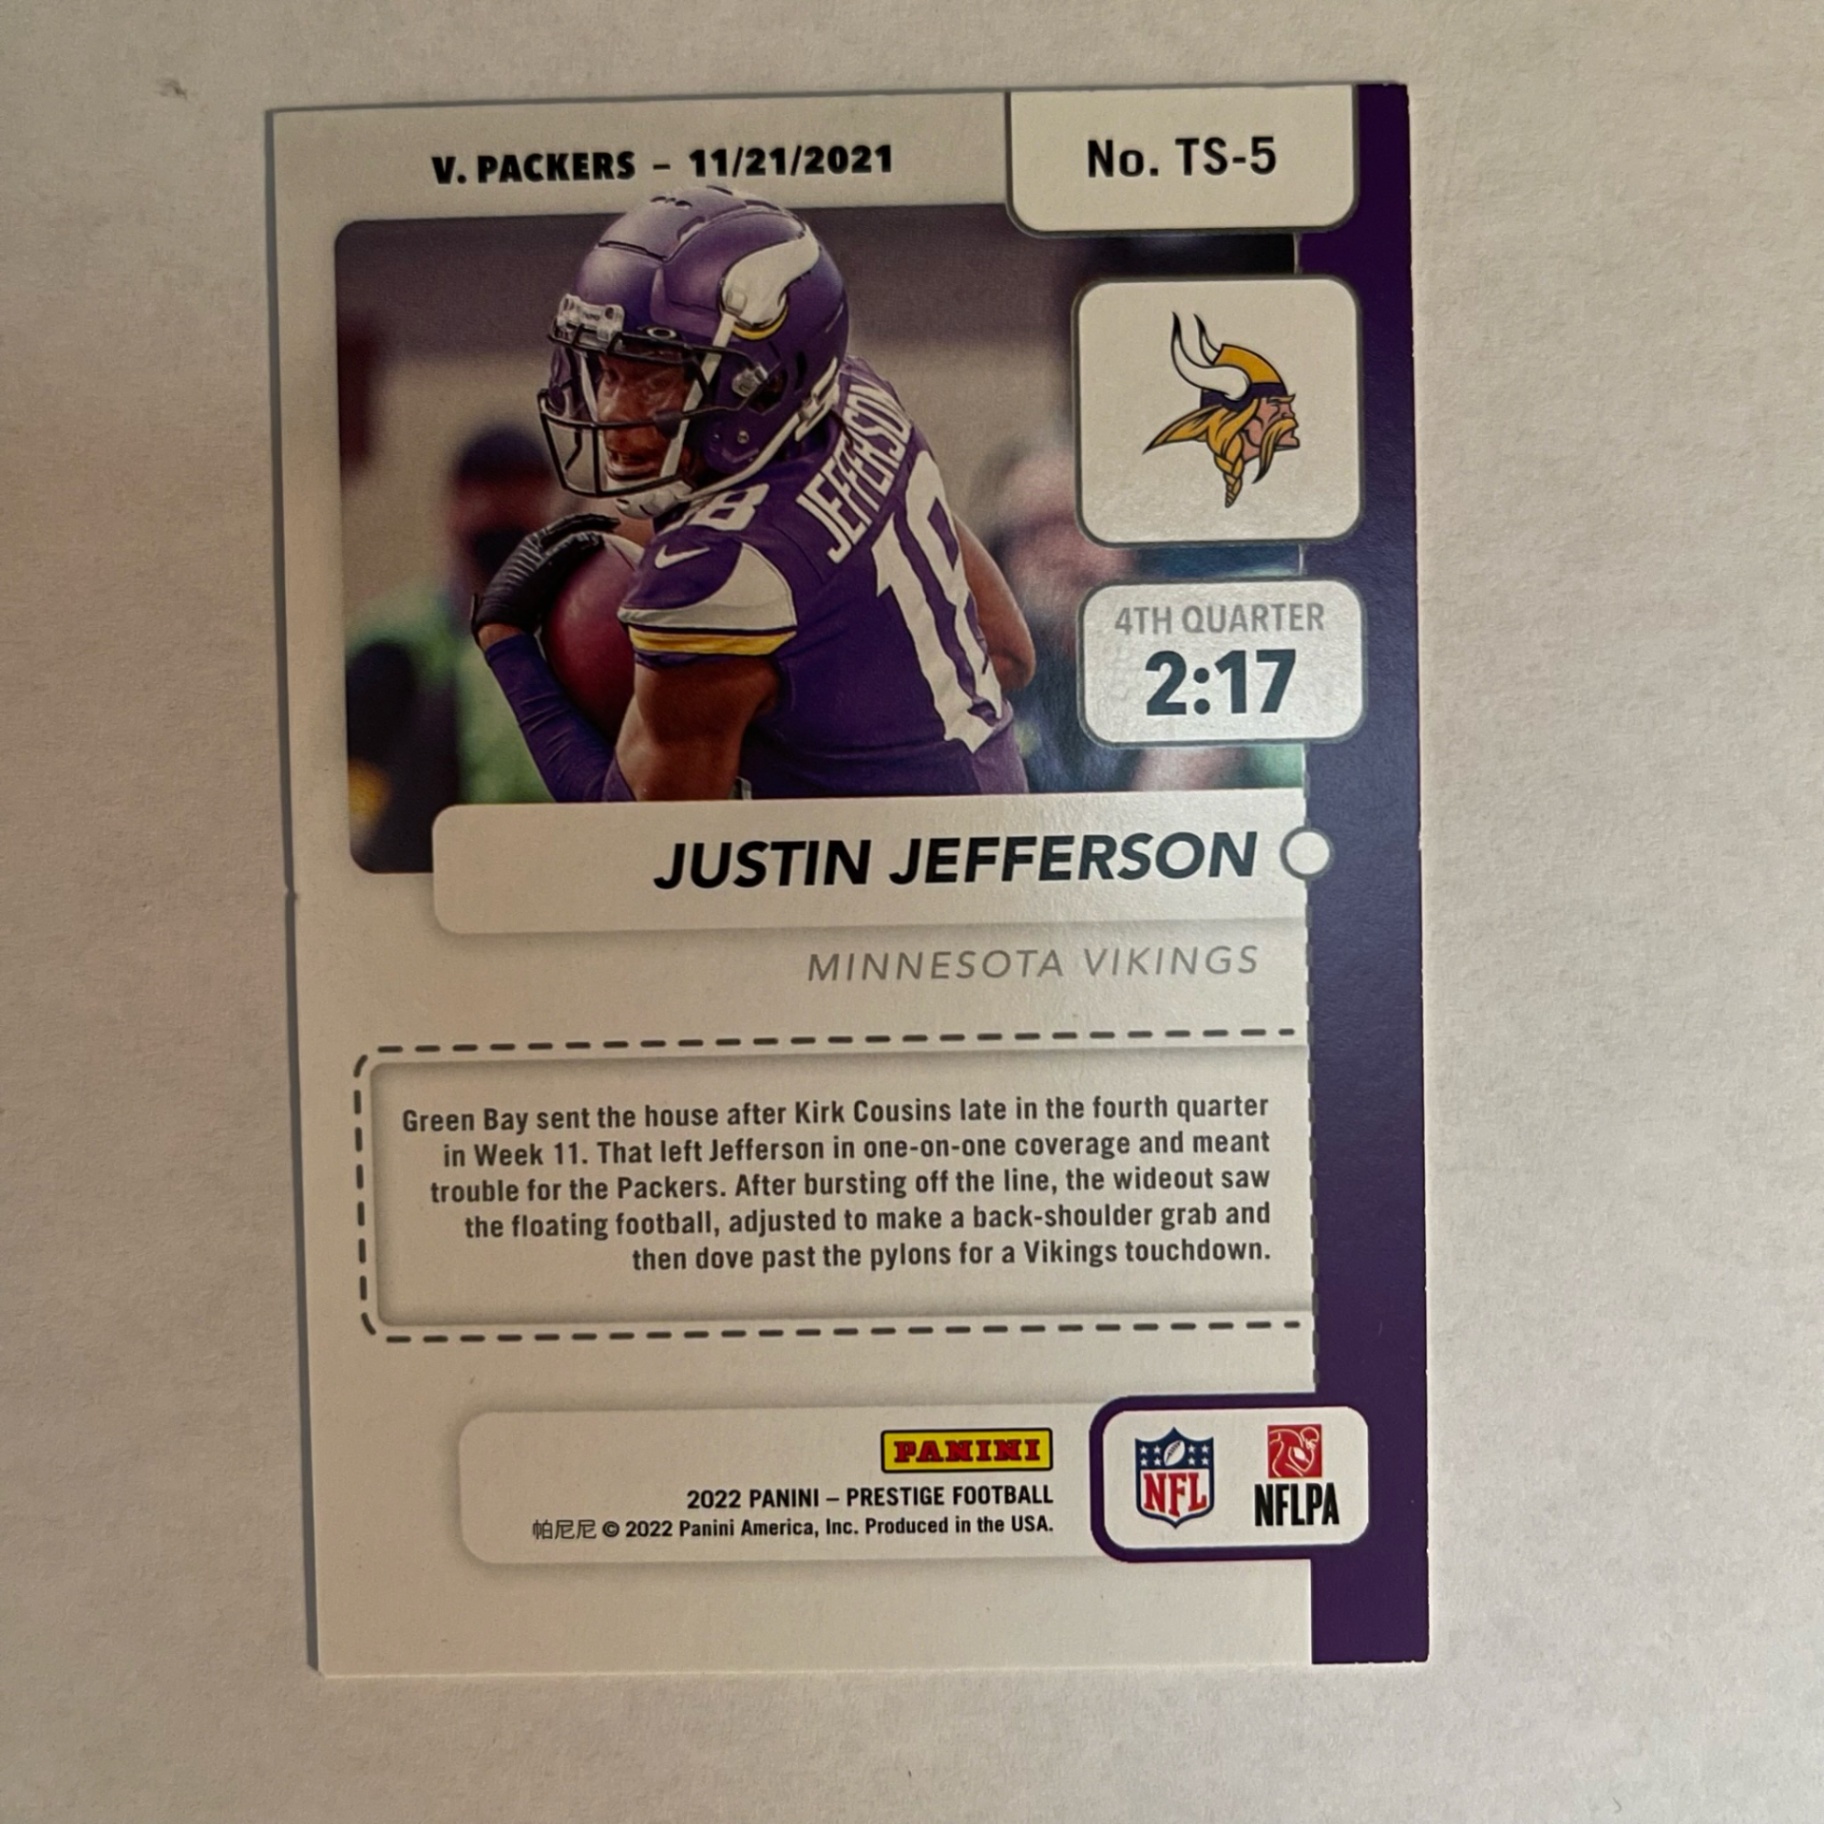 V. PACKERS – 11/21/2021
No. TS-5
JEFFERSON
18
18
4TH QUARTER
2:17
JUSTIN JEFFERSON
MINNESOTA VIKINGS
Green Bay sent the house after Kirk Cousins late in the fourth quarter
in Week 11. That left Jefferson in one-on-one coverage and meant
trouble for the Packers. After bursting off the line, the wideout saw
the floating football, adjusted to make a back-shoulder grab and
then dove past the pylons for a Vikings touchdown.
PANINI
2022 PANINI – PRESTIGE FOOTBALL
帕尼尼 © 2022 Panini America, Inc. Produced in the USA.
NFL
NFLPA